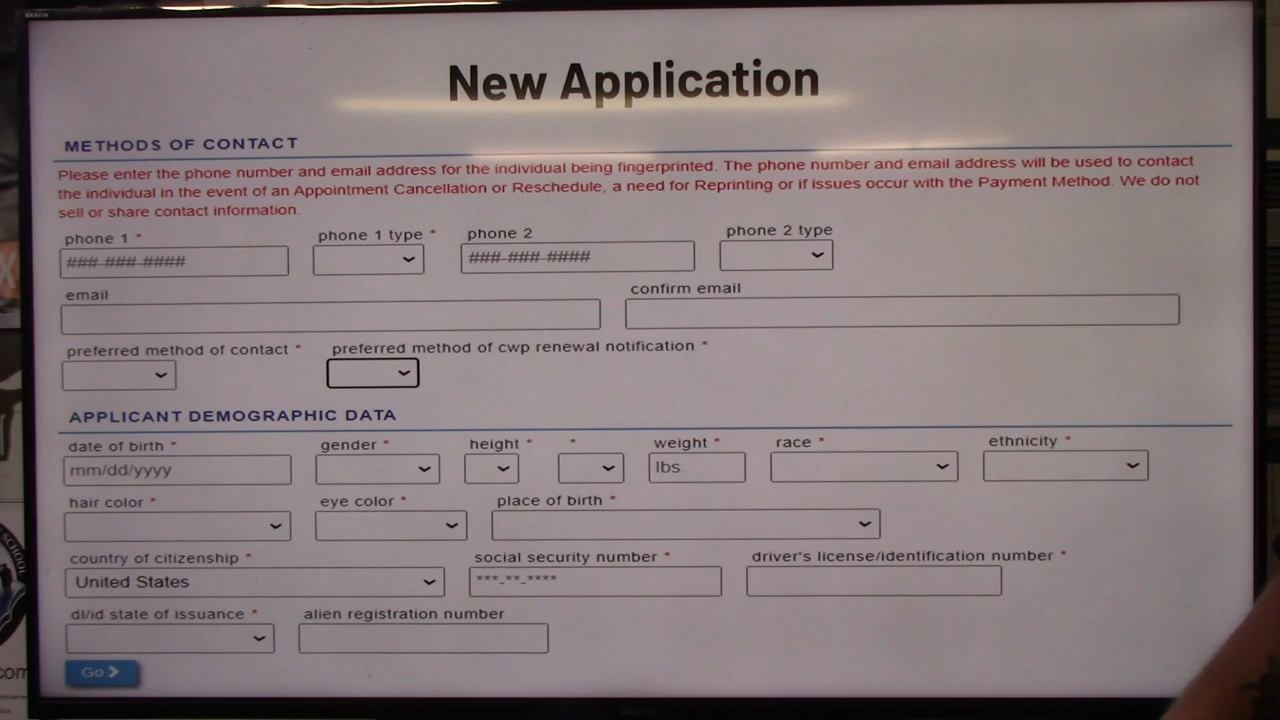 New Application
METHODS OF CONTACT
Please enter the phone number and email address for the individual being fingerprinted. The phone number and email address will be used to contact
the individual in the event of an Appointment Cancellation or Reschedule, a need for Reprinting or if issues occur with the Payment Method. We do not
sell or share contact information.
phone 1 * phone 1 type * phone 2 phone 2 type
###-###-#### ###-###-####
email confirm email
preferred method of contact * preferred method of cwp renewal notification *
APPLICANT DEMOGRAPHIC DATA
date of birth * gender * height * * weight * race * ethnicity *
mm/dd/yyyy lbs.
hair color * eye color * place of birth *
country of citizenship * social security number * driver's license/identification number *
United States ***-**-****
dl/id state of issuance * alien registration number
Go >
SCHOOL
com
X